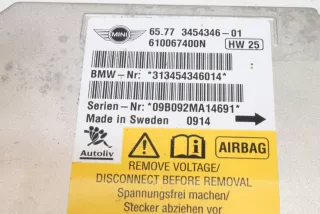 MINI
65.77 3454346-01
610067400N HW 25
BMW-Nr: *313454346014*
Serien-Nr: *09B092MA14691*
Made in Sweden 0914
Autoliv
AIRBAG
REMOVE VOLTAGE/
DISCONNECT BEFORE REMOVAL
Spannungsfrei machen/
Stecker abziehen vor